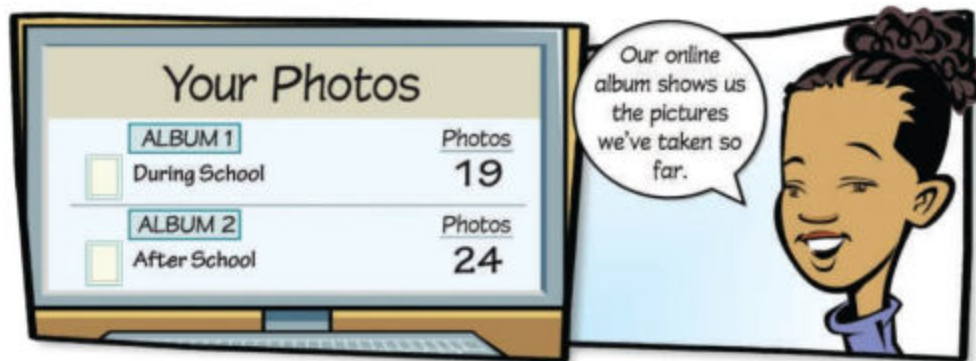 Your Photos
ALBUM 1
Photos
During School
19
ALBUM 2
Photos
After School
24
Our online
album shows us
the pictures
we've taken so
far.